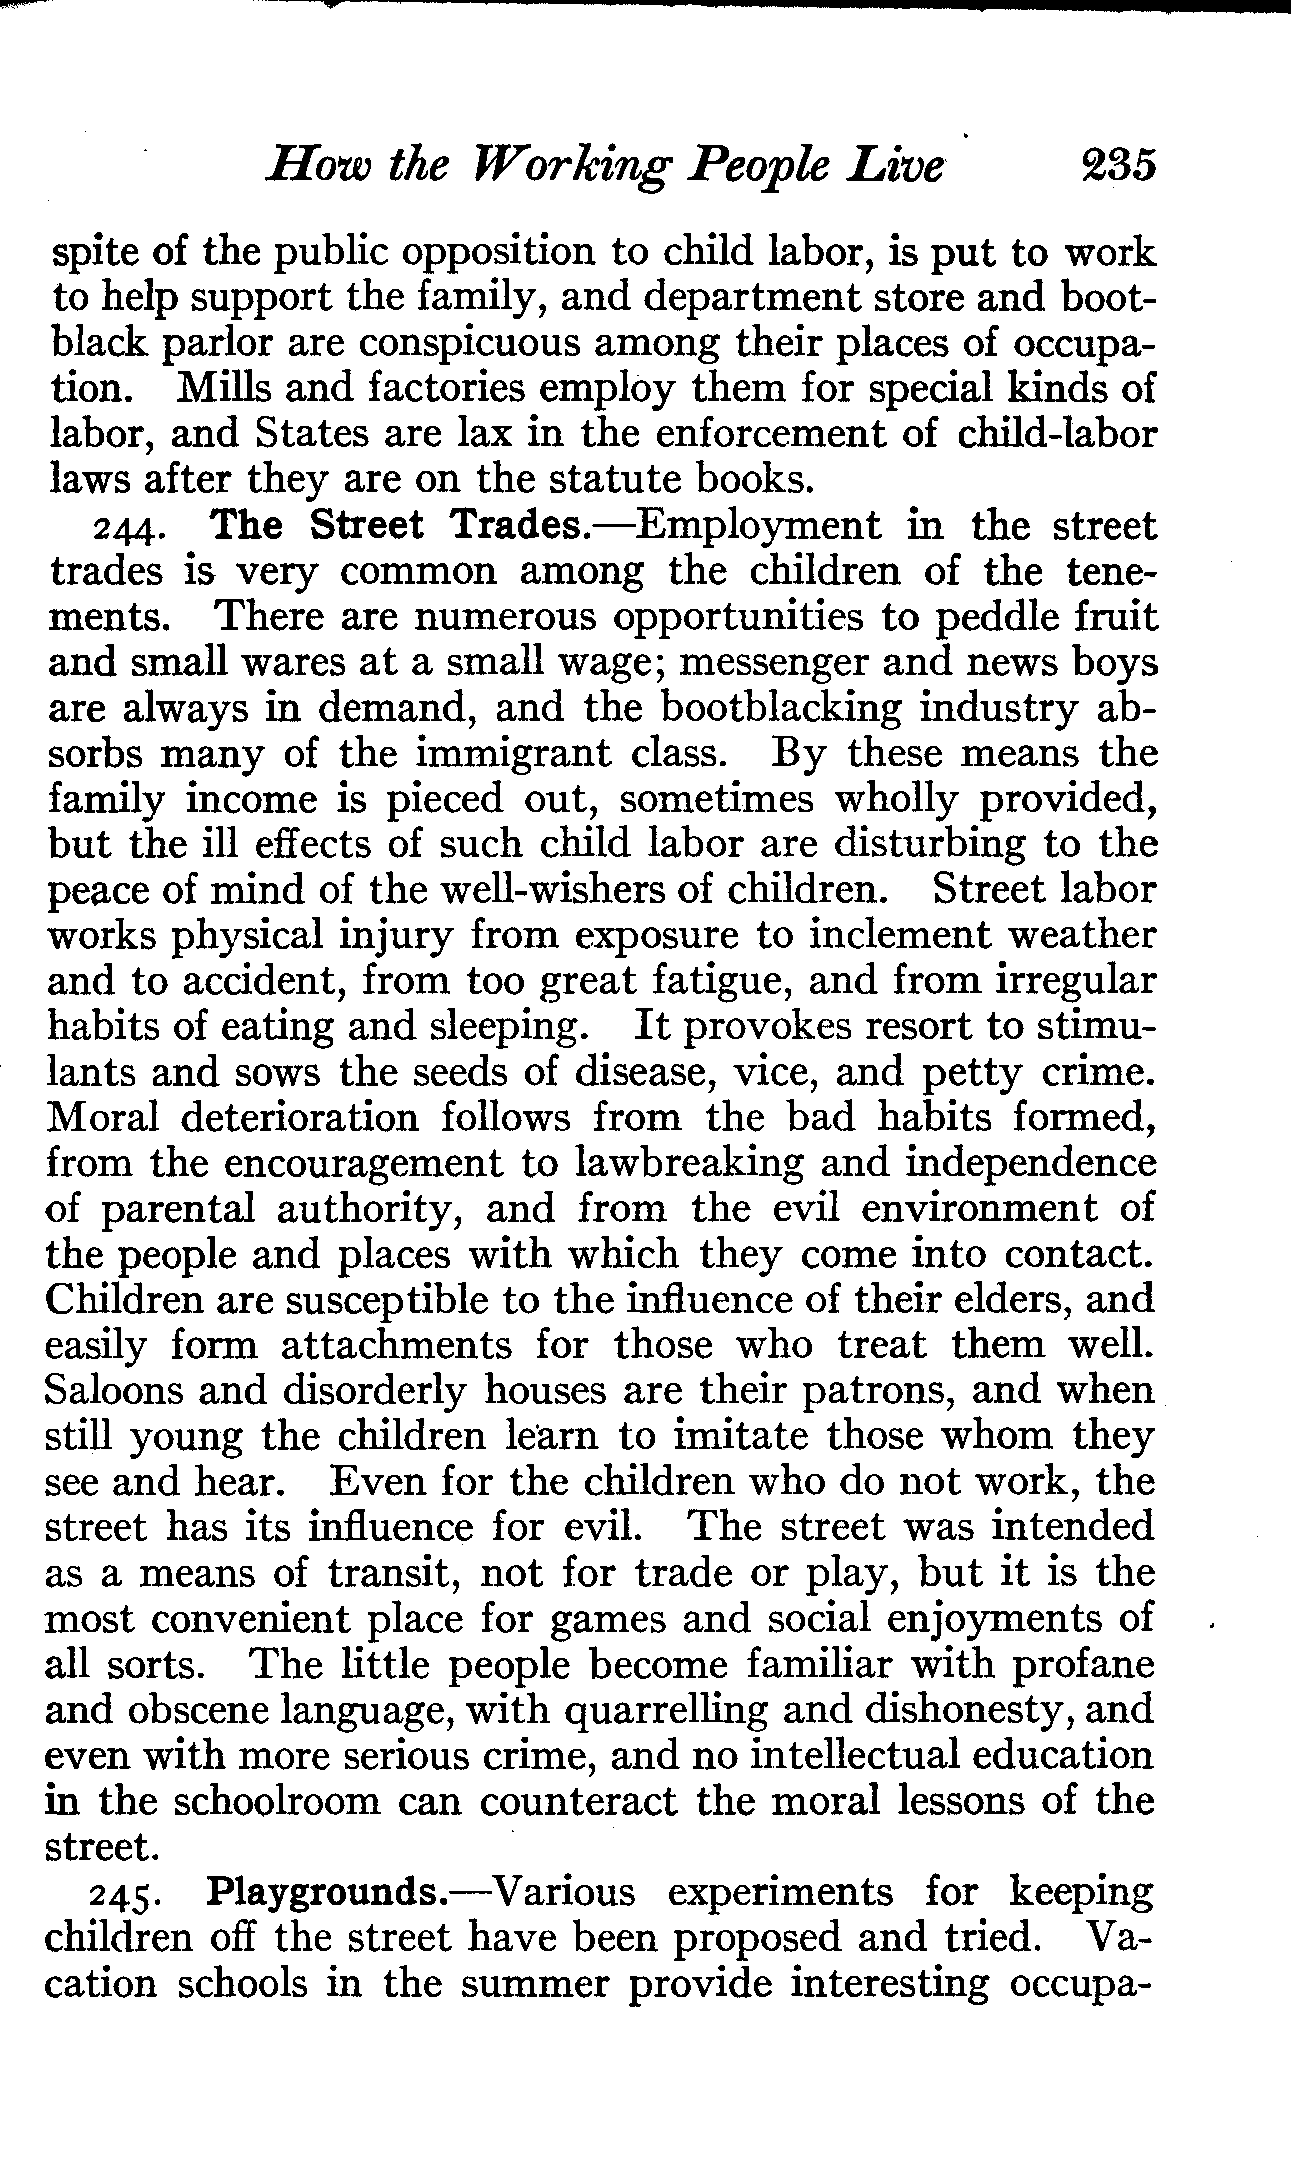 How the Working People Live 235
spite of the public opposition to child labor, is put to work
to help support the family, and department store and boot-
black parlor are conspicuous among their places of occupa-
tion. Mills and factories employ them for special kinds of
labor, and States are lax in the enforcement of child-labor
laws after they are on the statute books.
244. The Street Trades.—Employment in the street
trades is very common among the children of the tene-
ments. There are numerous opportunities to peddle fruit
and small wares at a small wage; messenger and news boys
are always in demand, and the bootblacking industry ab-
sorbs many of the immigrant class. By these means the
family income is pieced out, sometimes wholly provided,
but the ill effects of such child labor are disturbing to the
peace of mind of the well-wishers of children. Street labor
works physical injury from exposure to inclement weather
and to accident, from too great fatigue, and from irregular
habits of eating and sleeping. It provokes resort to stimu-
lants and sows the seeds of disease, vice, and petty crime.
Moral deterioration follows from the bad habits formed,
from the encouragement to lawbreaking and independence
of parental authority, and from the evil environment of
the people and places with which they come into contact.
Children are susceptible to the influence of their elders, and
easily form attachments for those who treat them well.
Saloons and disorderly houses are their patrons, and when
still young the children learn to imitate those whom they
see and hear. Even for the children who do not work, the
street has its influence for evil. The street was intended
as a means of transit, not for trade or play, but it is the
most convenient place for games and social enjoyments of
all sorts. The little people become familiar with profane
and obscene language, with quarrelling and dishonesty, and
even with more serious crime, and no intellectual education
in the schoolroom can counteract the moral lessons of the
street.
245. Playgrounds.—Various experiments for keeping
children off the street have been proposed and tried. Va-
cation schools in the summer provide interesting occupa-